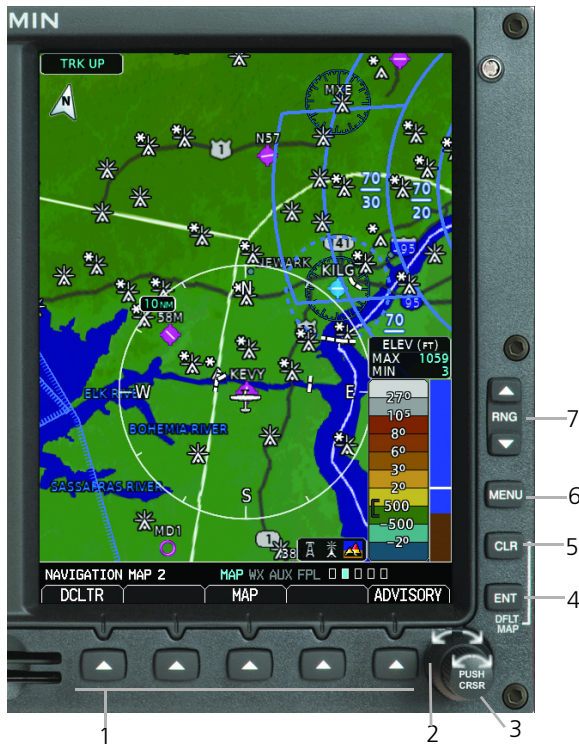 MIN
TRK UP
N
MXE
N57
1
70
30
70
20
141
95
NEWARK
KILG
N
95
10NM
58M
70
ELEV (FT)
MAX 1059
MIN 3
KEVY
W
E
ELK RIVER
BOHEMIA RIVER
SASSAFRAS RIVER
S
MD1
1
38
27⁰
10⁵
8⁰
6⁰
3⁰
2⁰
500
-500
-2⁰
NAVIGATION MAP 2 MAP WX AUX FPL
DCLTR MAP ADVISORY
RNG
7
MENU
6
CLR
5
ENT
4
DFLT
MAP
PUSH
CRSR
1
2
3